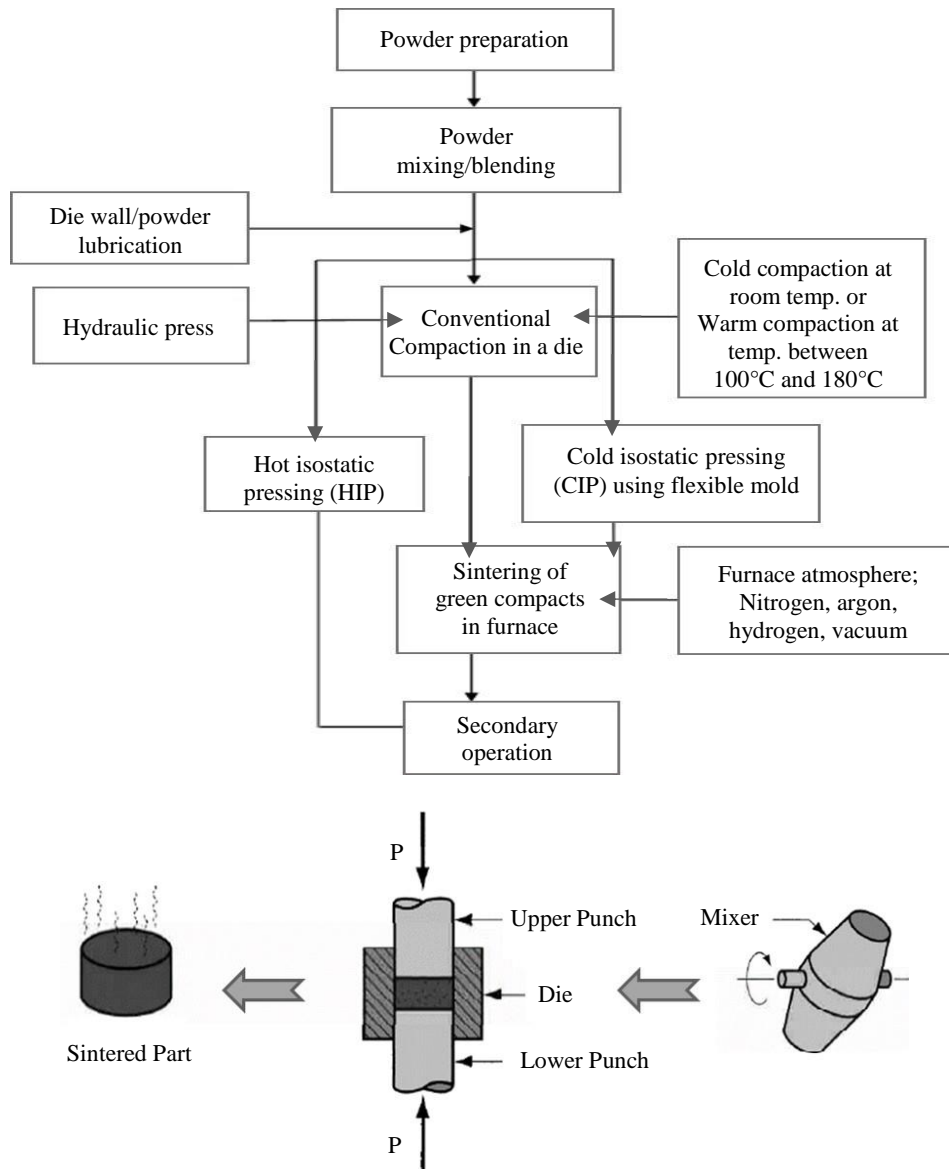 Powder preparation
Powder
mixing/blending
Die wall/powder
lubrication
Cold compaction at
room temp. or
Warm compaction at
temp. between
100°C and 180°C
Hydraulic press
Conventional
Compaction in a die
Hot isostatic
pressing (HIP)
Cold isostatic pressing
(CIP) using flexible mold
Sintering of
green compacts
in furnace
Furnace atmosphere;
Nitrogen, argon,
hydrogen, vacuum
Secondary
operation
P
Upper Punch
Mixer
Die
Sintered Part
Lower Punch
P